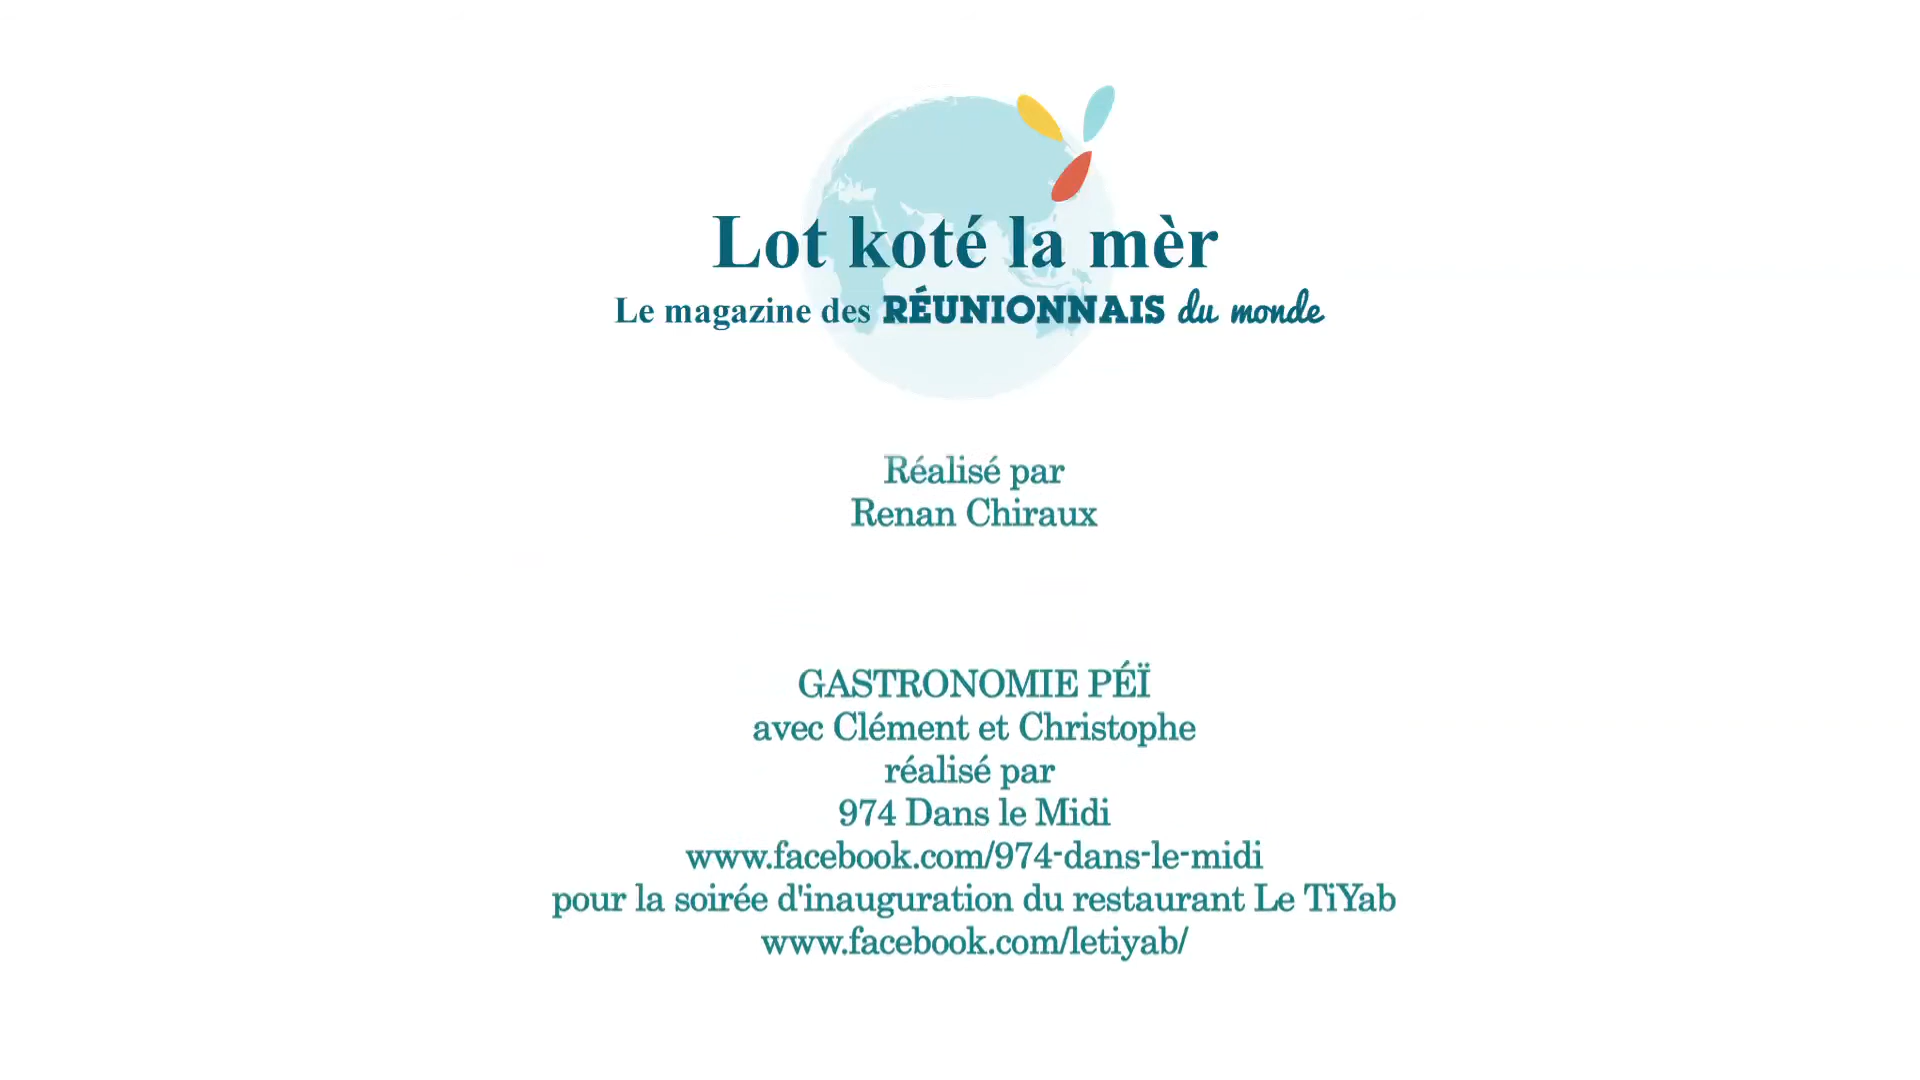 Lot koté la mèr
Le magazine des RÉUNIONNAIS du monde
Réalisé par
Renan Chiraux
GASTRONOMIE PÉÏ
avec Clément et Christophe
réalisé par
974 Dans le Midi
www.facebook.com/974-dans-le-midi
pour la soirée d'inauguration du restaurant Le TiYab
www.facebook.com/letiyab/